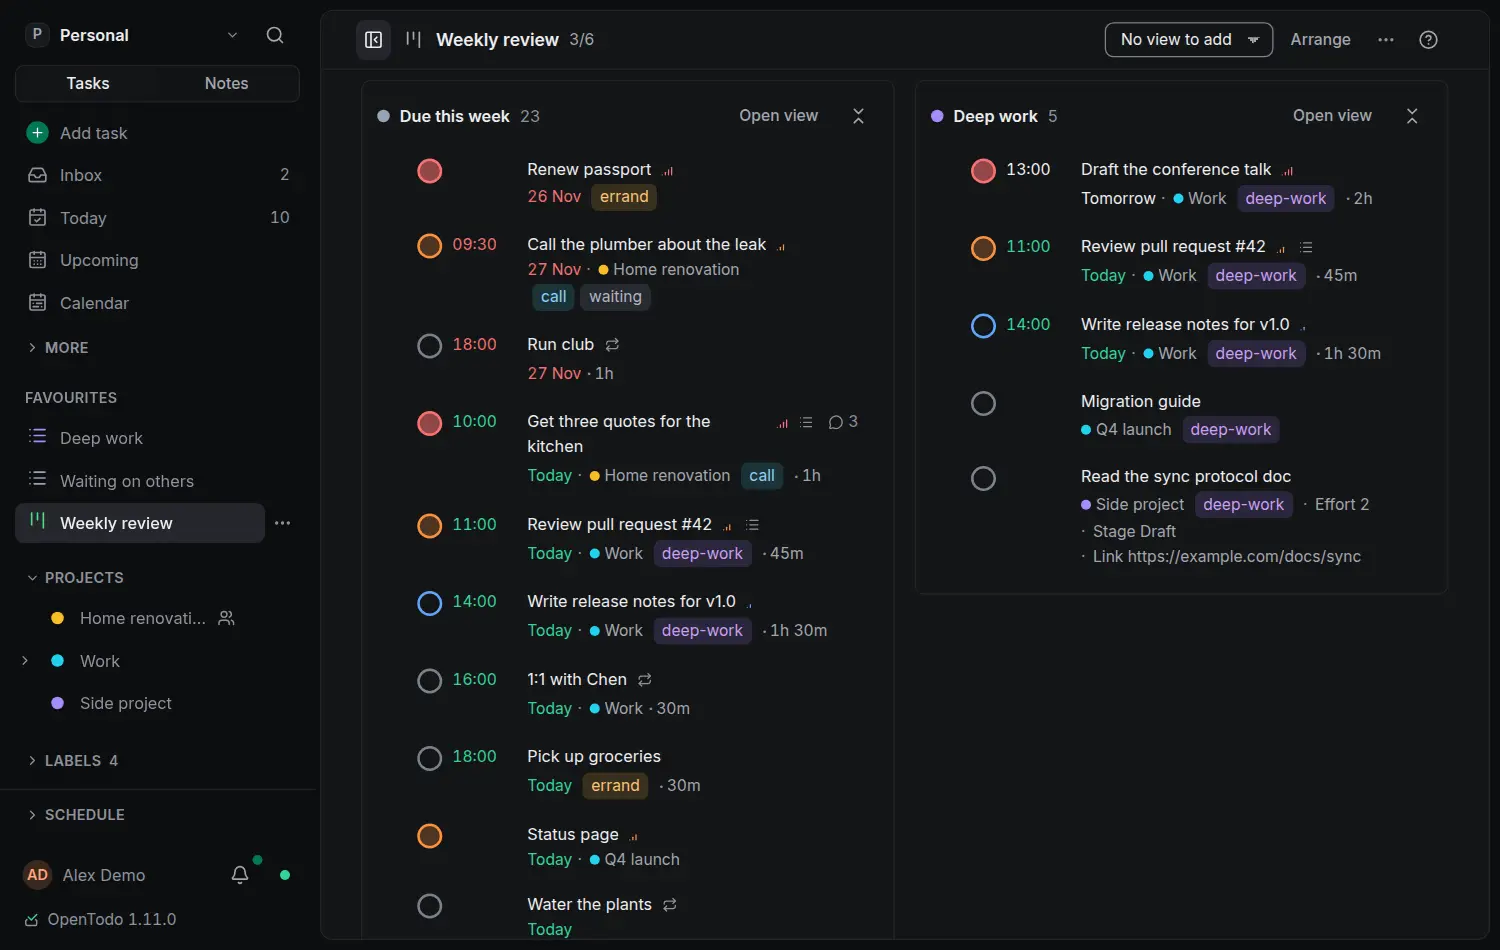 P Personal
Tasks Notes
Add task
Inbox 2
Today 10
Upcoming
Calendar
MORE
FAVOURITES
Deep work
Waiting on others
Weekly review
PROJECTS
Home renovati...
Work
Side project
LABELS 4
SCHEDULE
AD Alex Demo
OpenTodo 1.11.0
Weekly review 3/6
No view to add
Arrange
Due this week 23
Open view
Renew passport
26 Nov errand
09:30 Call the plumber about the leak
27 Nov · Home renovation
call waiting
18:00 Run club
27 Nov · 1h
10:00 Get three quotes for the 3
kitchen
Today · Home renovation call · 1h
11:00 Review pull request #42
Today · Work deep-work · 45m
14:00 Write release notes for v1.0
Today · Work deep-work · 1h 30m
16:00 1:1 with Chen
Today · Work · 30m
18:00 Pick up groceries
Today errand · 30m
Status page
Today · Q4 launch
Water the plants
Today
Deep work 5
Open view
13:00 Draft the conference talk
Tomorrow · Work deep-work · 2h
11:00 Review pull request #42
Today · Work deep-work · 45m
14:00 Write release notes for v1.0
Today · Work deep-work · 1h 30m
Migration guide
Q4 launch deep-work
Read the sync protocol doc
Side project deep-work · Effort 2
· Stage Draft
· Link https://example.com/docs/sync